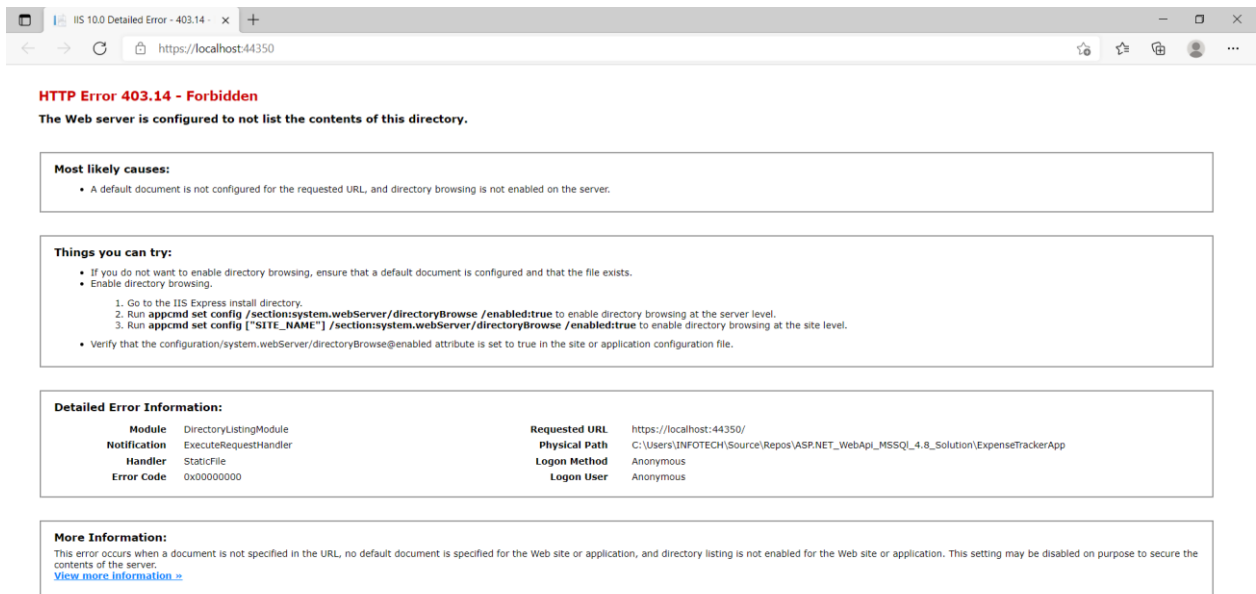 IIS 10.0 Detailed Error - 403.14 -
https://localhost:44350
HTTP Error 403.14 - Forbidden
The Web server is configured to not list the contents of this directory.
Most likely causes:
• A default document is not configured for the requested URL, and directory browsing is not enabled on the server.
Things you can try:
• If you do not want to enable directory browsing, ensure that a default document is configured and that the file exists.
• Enable directory browsing.
1. Go to the IIS Express install directory.
2. Run appcmd set config /section:system.webServer/directoryBrowse /enabled:true to enable directory browsing at the server level.
3. Run appcmd set config ["SITE_NAME"] /section:system.webServer/directoryBrowse /enabled:true to enable directory browsing at the site level.
• Verify that the configuration/system.webServer/directoryBrowse@enabled attribute is set to true in the site or application configuration file.
Detailed Error Information:
Module DirectoryListingModule
Notification ExecuteRequestHandler
Handler StaticFile
Error Code 0x00000000
Requested URL https://localhost:44350/
Physical Path C:\Users\INFOTECH\Source\Repos\ASP.NET_WebApi_MSSQl_4.8_Solution\ExpenseTrackerApp
Logon Method Anonymous
Logon User Anonymous
More Information:
This error occurs when a document is not specified in the URL, no default document is specified for the Web site or application, and directory listing is not enabled for the Web site or application. This setting may be disabled on purpose to secure the
contents of the server.
View more information »